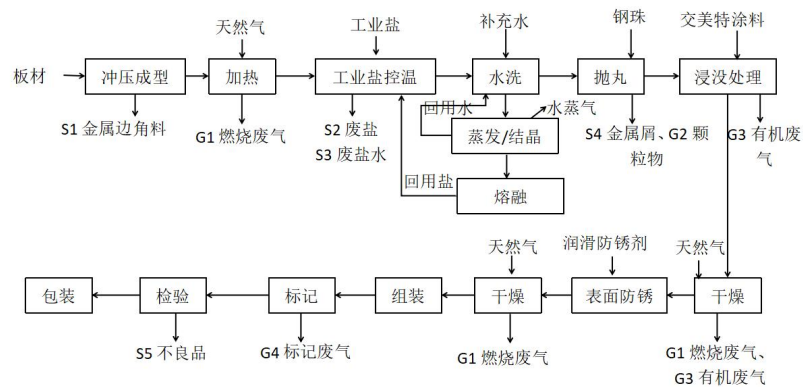 天然气
工业盐
补充水
钢珠
交美特涂料
板材
冲压成型
加热
工业盐控温
水洗
抛丸
浸没处理
S1 金属边角料
G1 燃烧废气
S2 废盐
S3 废盐水
回用水
水蒸气
蒸发/结晶
S4 金属屑、G2 颗
粒物
G3 有机废
气
回用盐
熔融
天然气
润滑防锈剂
天然气
包装
检验
标记
组装
干燥
表面防锈
干燥
S5 不良品
G4 标记废气
G1 燃烧废气
G1 燃烧废气、
G3 有机废气